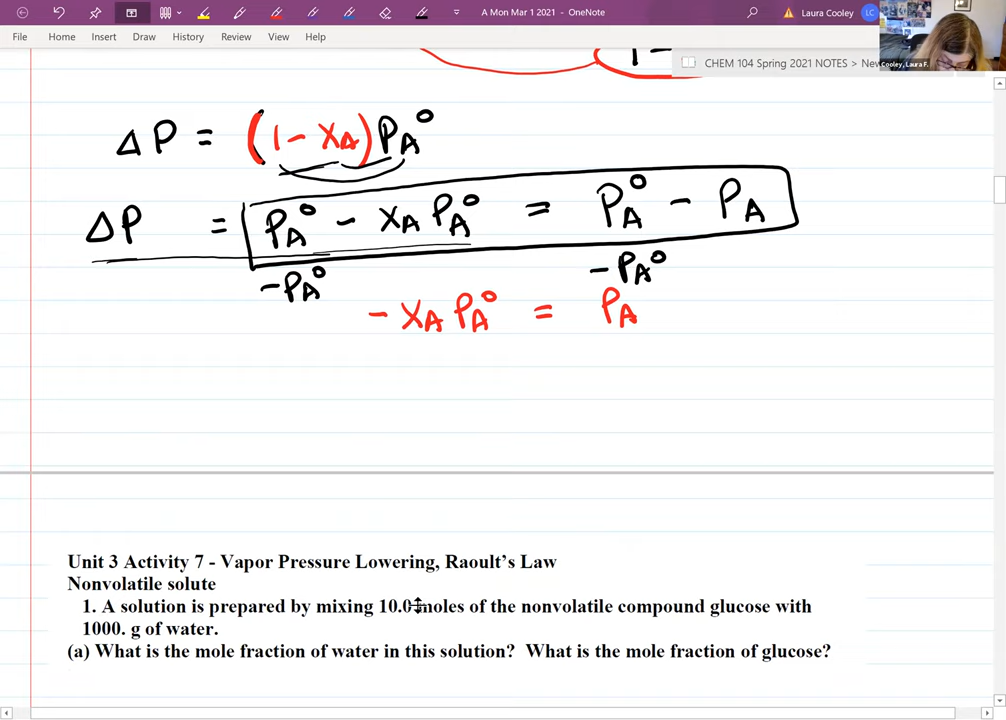 A Mon Mar 1 2021 - OneNote
Laura Cooley
LC
File Home Insert Draw History Review View Help
CHEM 104 Spring 2021 NOTES > New
Cooley, Laura F.
ΔP = (1 - XA)PA°
ΔP = PA° - XA PA° = PA° - PA
-PA° -PA°
- XA PA° = PA
Unit 3 Activity 7 - Vapor Pressure Lowering, Raoult's Law
Nonvolatile solute
1. A solution is prepared by mixing 10.0 moles of the nonvolatile compound glucose with
1000. g of water.
(a) What is the mole fraction of water in this solution? What is the mole fraction of glucose?